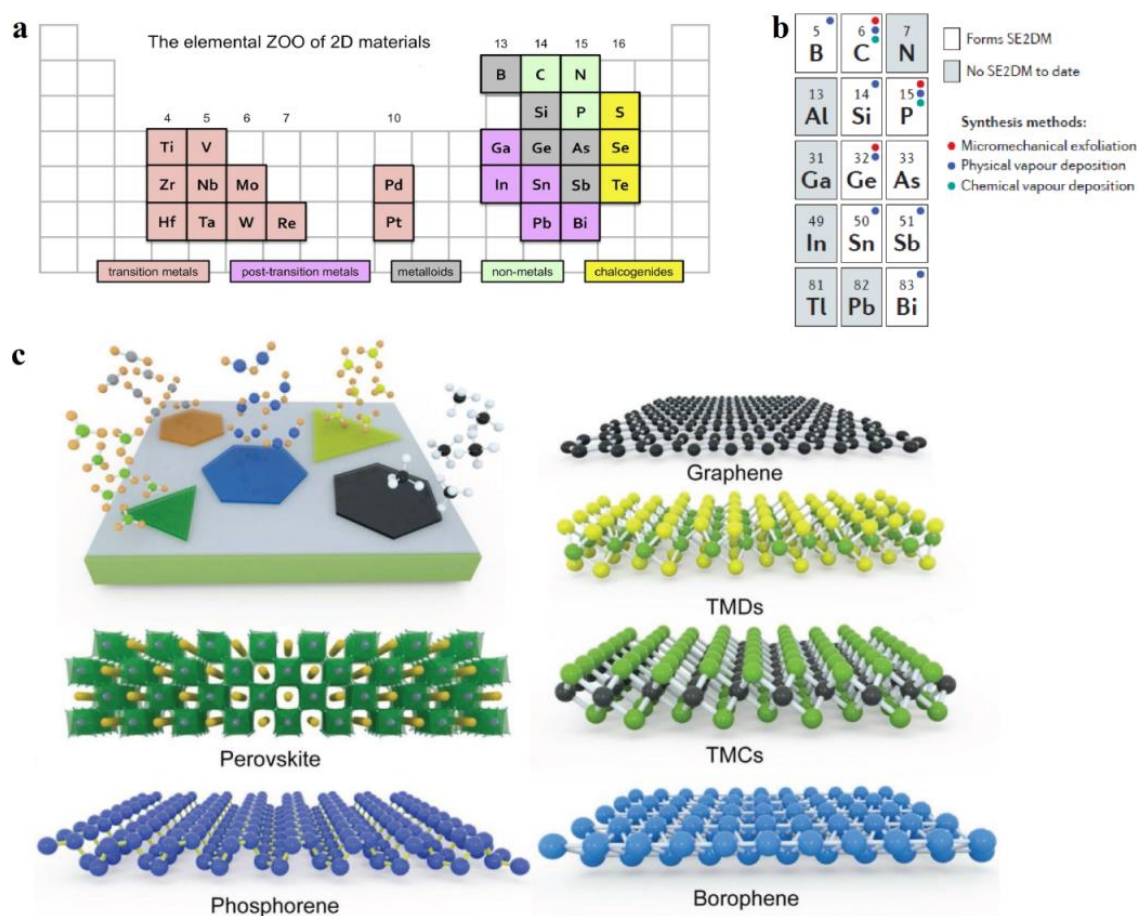 a
The elemental ZOO of 2D materials
13 14 15 16
B C N
4 5 6 7 10 Si P S
Ti V Ga Ge As Se
Zr Nb Mo Pd In Sn Sb Te
Hf Ta W Re Pt Pb Bi
transition metals post-transition metals metalloids non-metals chalcogenides
b
5 6 7
B C N
13 14 15
Al Si P
31 32 33
Ga Ge As
49 50 51
In Sn Sb
81 82 83
Tl Pb Bi
Forms SE2DM
No SE2DM to date
Synthesis methods:
Micromechanical exfoliation
Physical vapour deposition
Chemical vapour deposition
c
Graphene
TMDs
Perovskite
TMCs
Phosphorene
Borophene